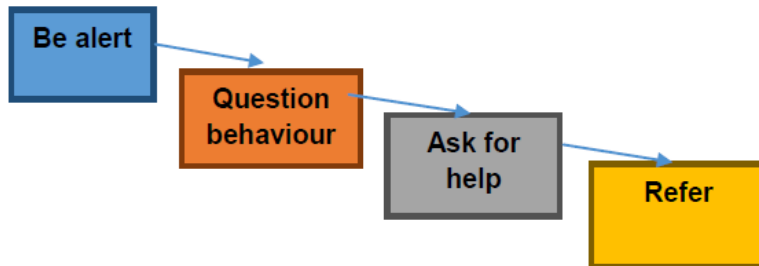 Be alert
Question
behaviour
Ask for
help
Refer